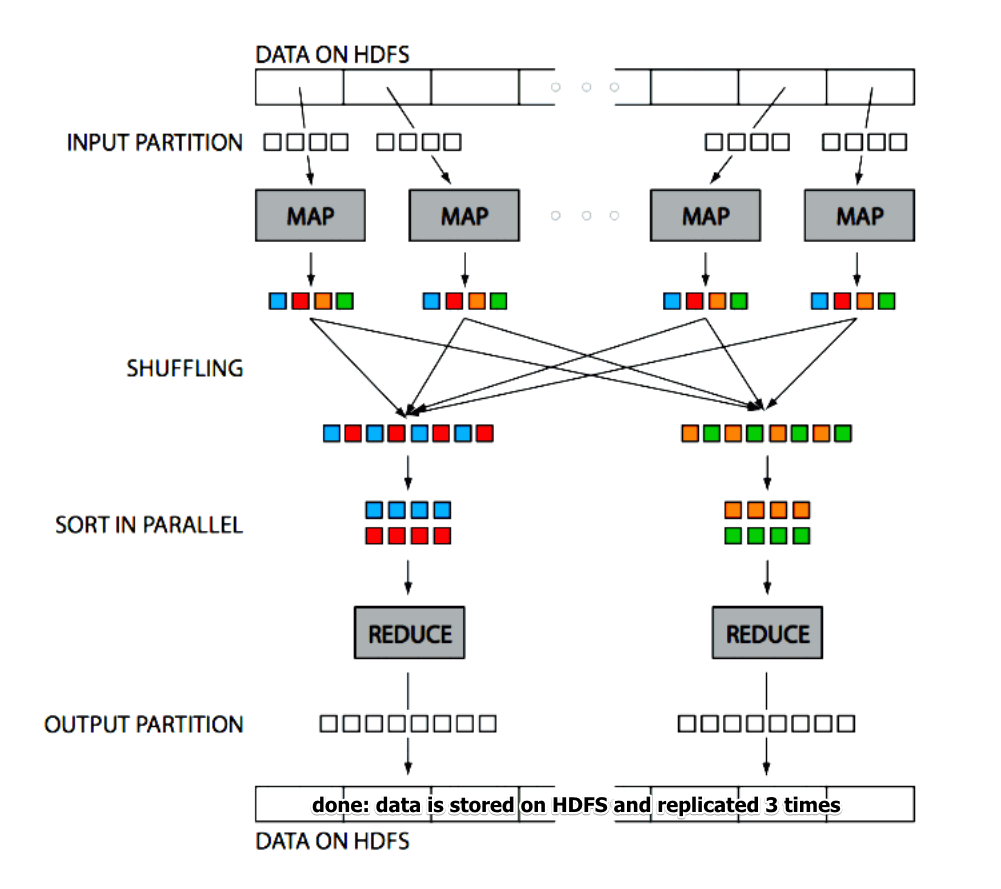 DATA ON HDFS
INPUT PARTITION
MAP
MAP
MAP
MAP
SHUFFLING
SORT IN PARALLEL
REDUCE
REDUCE
OUTPUT PARTITION
done: data is stored on HDFS and replicated 3 times
DATA ON HDFS